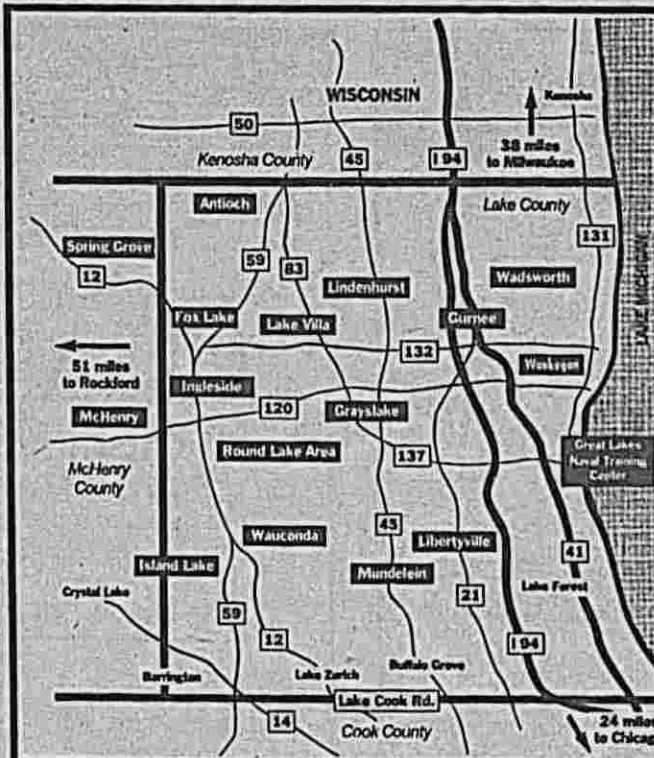 WISCONSIN
Kenosha
50
38 miles
to Milwaukee
Kenosha County
45
I 94
Antioch
Lake County
131
Spring Grove
12
59
83
Lindenhurst
Wadsworth
LAKE MICHIGAN
Fox Lake
Lake Villa
Gurnee
132
51 miles
to Rockford
Waukegan
Ingleside
McHenry
120
Grayslake
Great Lakes
Naval Training
Center
Round Lake Area
137
McHenry
County
45
Wauconda
Libertyville
41
Island Lake
Mundelein
Lake Forest
Crystal Lake
59
21
12
I 94
Barrington
Lake Zurich
Buffalo Grove
Lake Cook Rd.
14
Cook County
24 miles
to Chicag